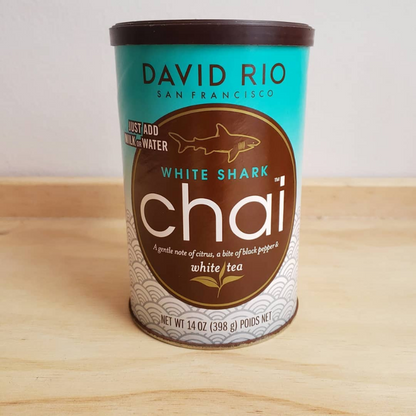 DAVID RIO
SAN FRANCISCO
JUST ADD
MILK OR WATER
WHITE SHARK
chai™
A gentle note of citrus, a bite of black pepper &
white tea
NET WT 14 OZ (398 g) POIDS NET